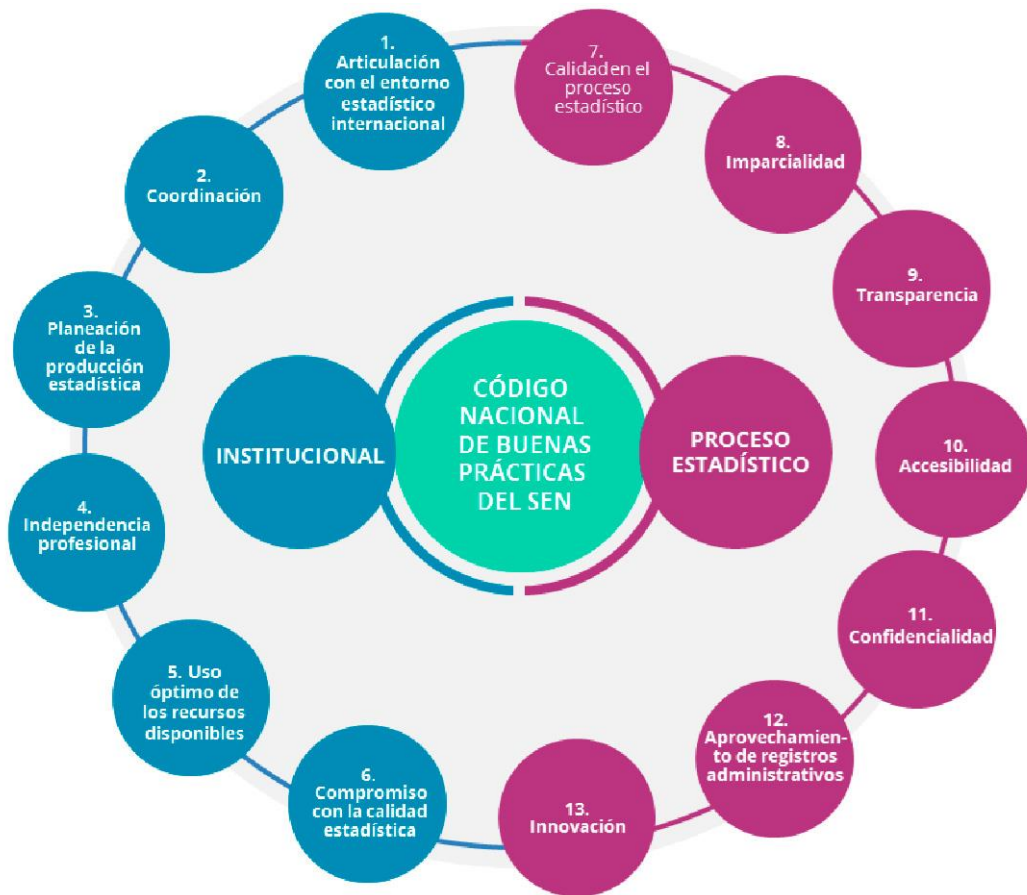 1.
Articulación
con el entorno
estadístico
internacional
2.
Coordinación
3.
Planeación
de la
producción
estadística
4.
Independencia
profesional
5. Uso
óptimo de
los recursos
disponibles
6.
Compromiso
con la calidad
estadística
INSTITUCIONAL
CÓDIGO
NACIONAL
DE BUENAS
PRÁCTICAS
DEL SEN
PROCESO
ESTADÍSTICO
7.
Calidad en el
proceso
estadístico
8.
Imparcialidad
9.
Transparencia
10.
Accesibilidad
11.
Confidencialidad
12.
Aprovechamien-
to de registros
administrativos
13.
Innovación